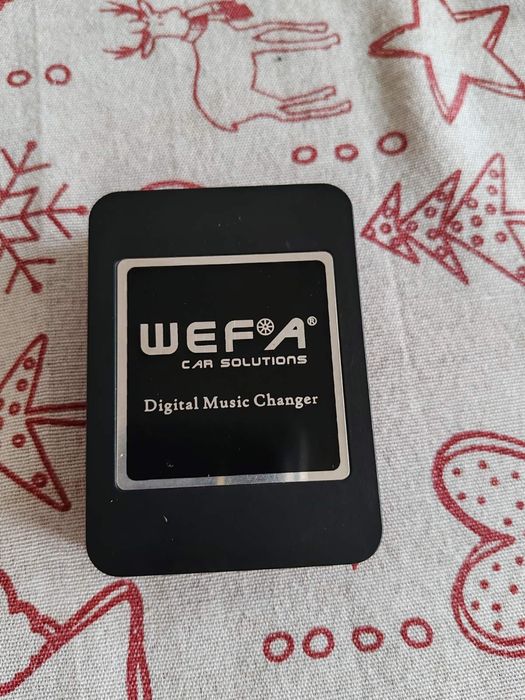 WEFA®
CAR SOLUTIONS
Digital Music Changer